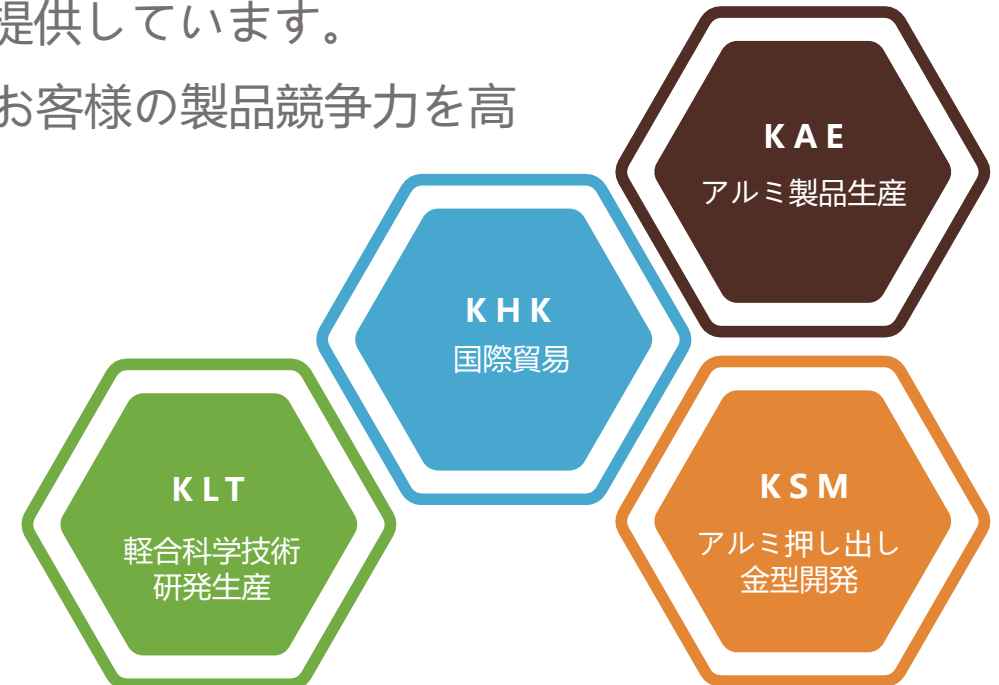 提供しています。
お客様の製品競争力を高
KAE
アルミ製品生産
KHK
国際貿易
KLT
軽合科学技術
研発生産
KSM
アルミ押し出し
金型開発